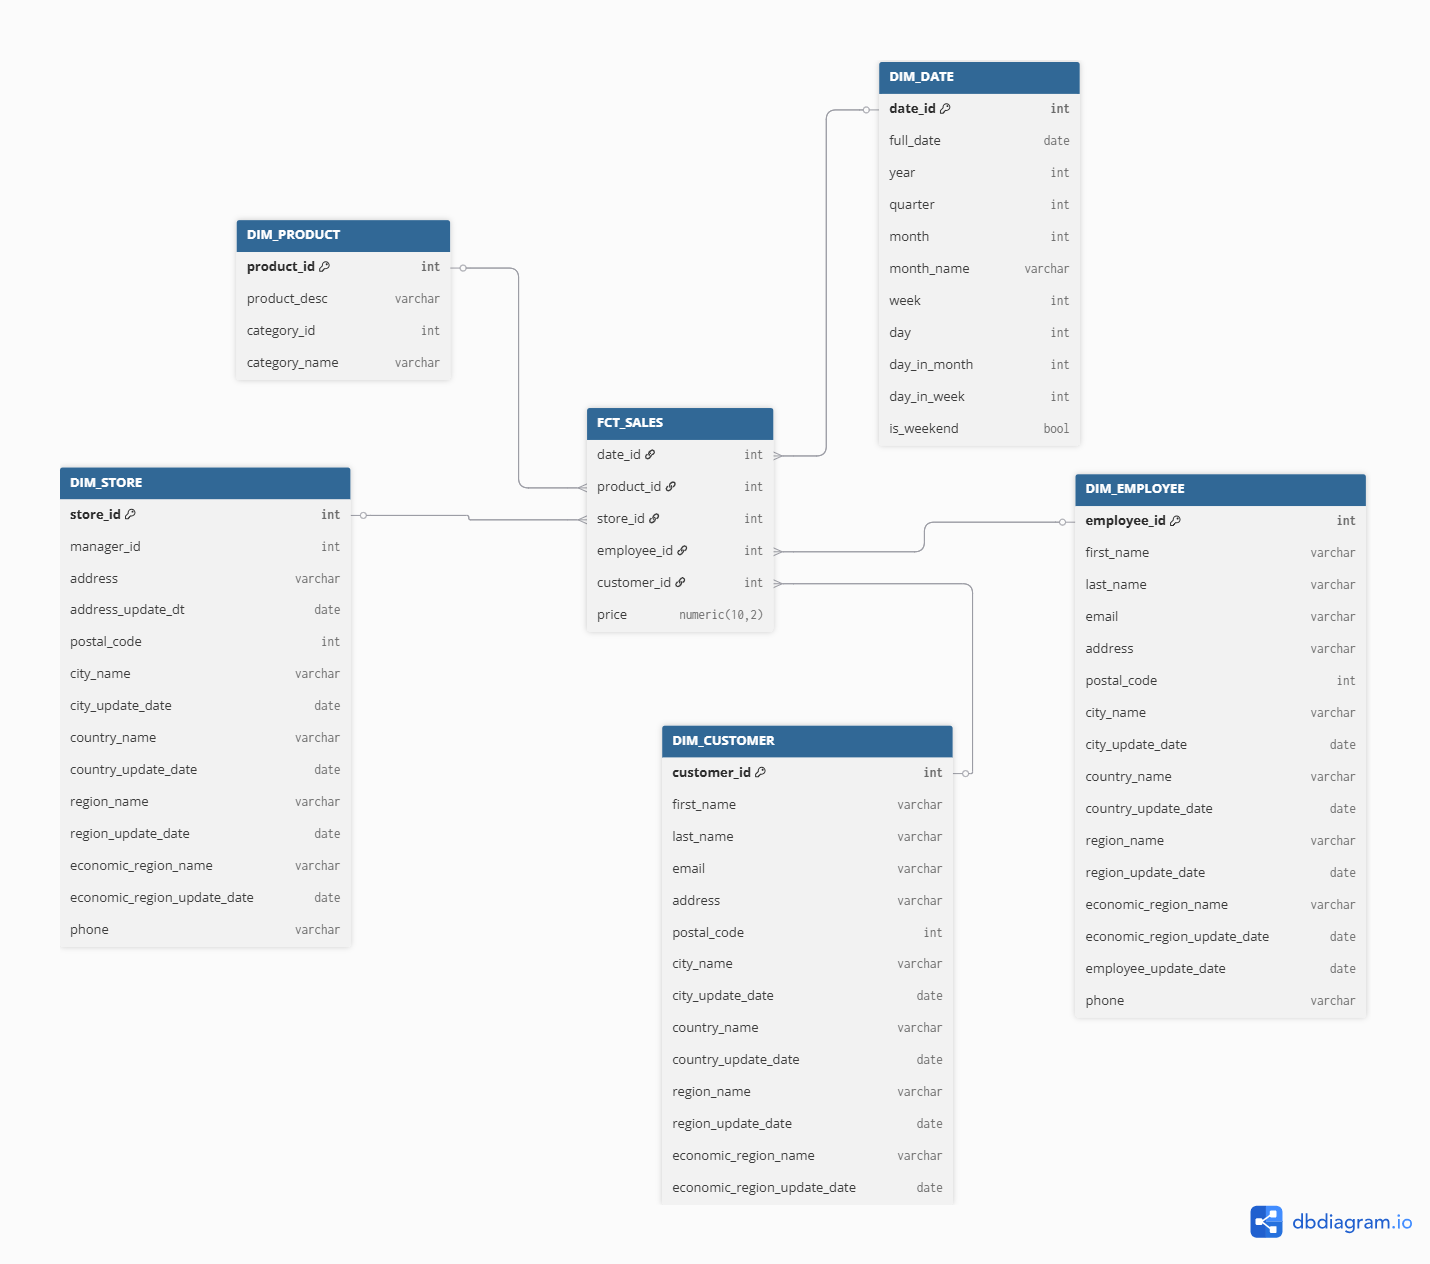 DIM_DATE
date_id int
full_date date
year int
quarter int
month int
month_name varchar
week int
day int
day_in_month int
day_in_week int
is_weekend bool
DIM_PRODUCT
product_id int
product_desc varchar
category_id int
category_name varchar
FCT_SALES
date_id int
product_id int
store_id int
employee_id int
customer_id int
price numeric(10,2)
DIM_STORE
store_id int
manager_id int
address varchar
address_update_dt date
postal_code int
city_name varchar
city_update_date date
country_name varchar
country_update_date date
region_name varchar
region_update_date date
economic_region_name varchar
economic_region_update_date date
phone varchar
DIM_EMPLOYEE
employee_id int
first_name varchar
last_name varchar
email varchar
address varchar
postal_code int
city_name varchar
city_update_date date
country_name varchar
country_update_date date
region_name varchar
region_update_date date
economic_region_name varchar
economic_region_update_date date
employee_update_date date
phone varchar
DIM_CUSTOMER
customer_id int
first_name varchar
last_name varchar
email varchar
address varchar
postal_code int
city_name varchar
city_update_date date
country_name varchar
country_update_date date
region_name varchar
region_update_date date
economic_region_name varchar
economic_region_update_date date
dbdiagram.io